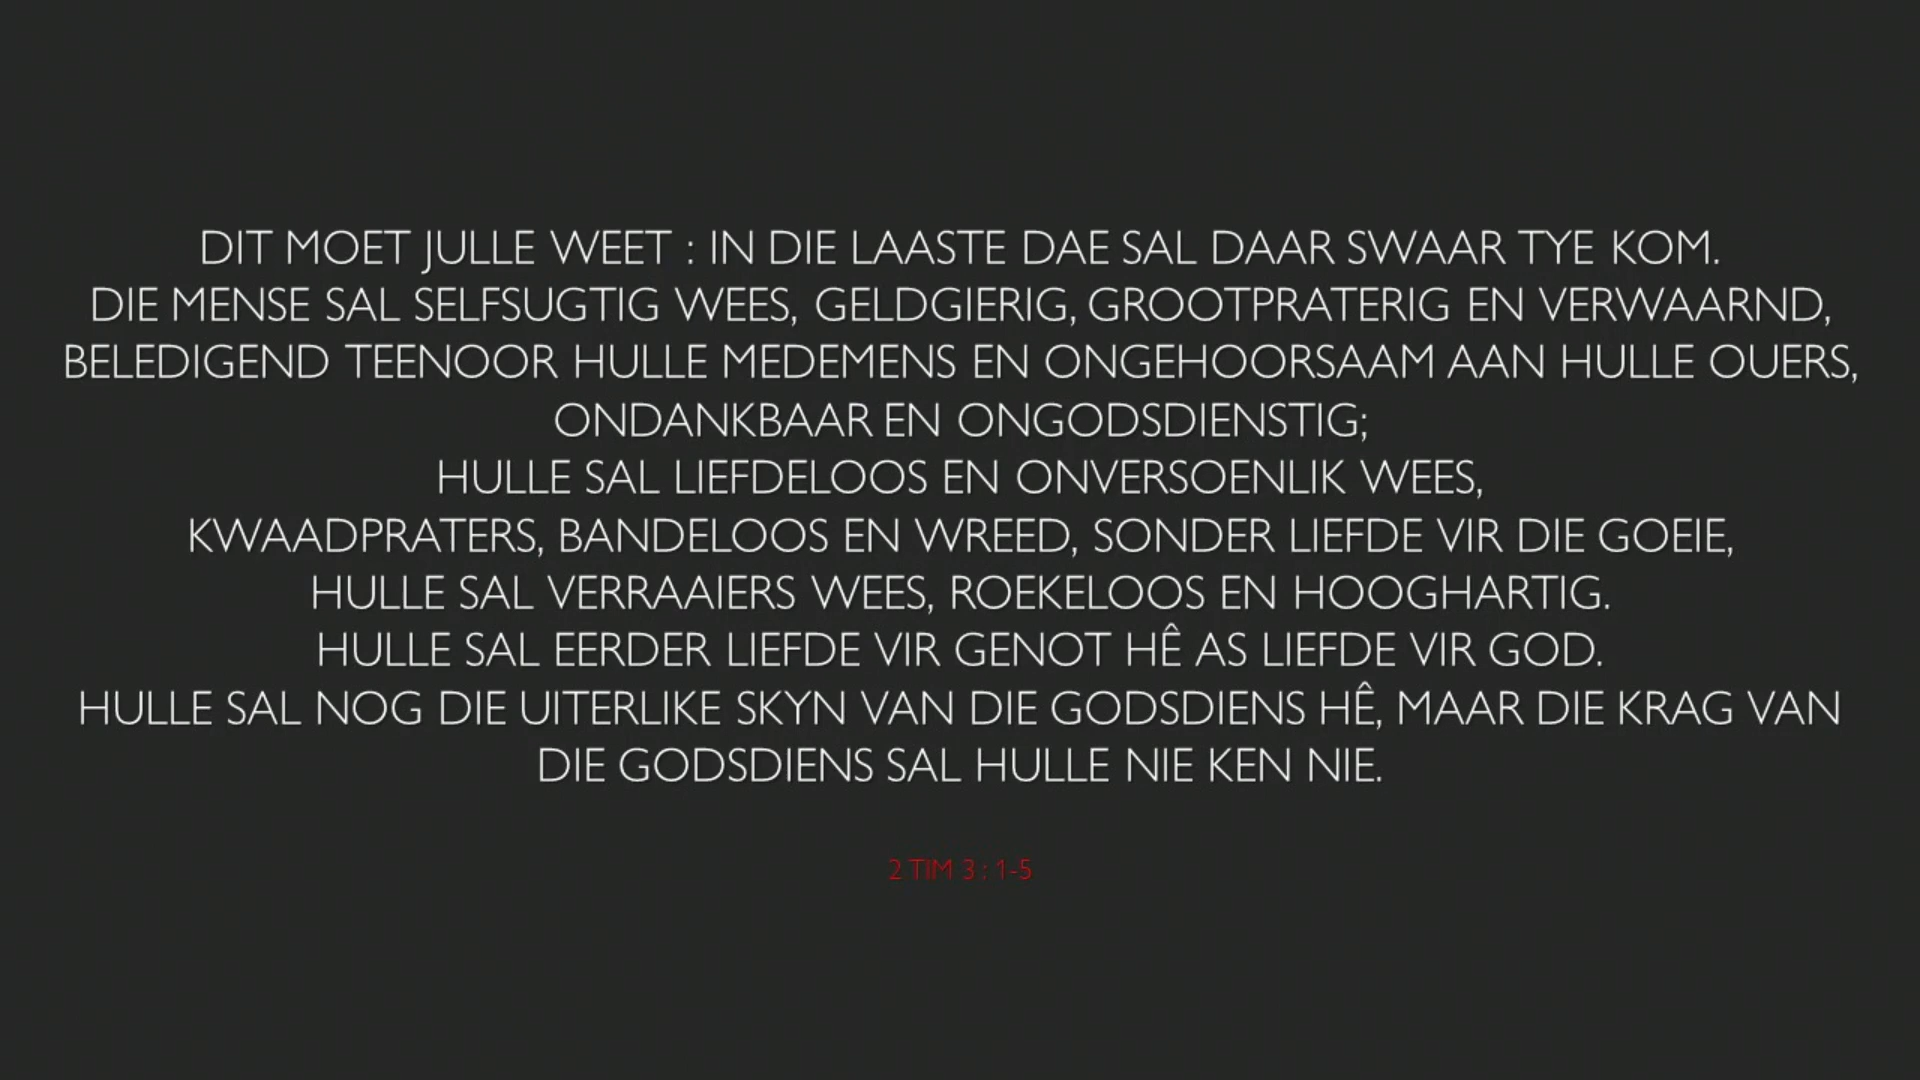 DIT MOET JULLE WEET : IN DIE LAASTE DAE SAL DAAR SWAAR TYE KOM.
DIE MENSE SAL SELFSUGTIG WEES, GELDGIERIG, GROOTPRATERIG EN VERWAARND,
BELEDIGEND TEENOOR HULLE MEDEMENS EN ONGEHOORSAAM AAN HULLE OUERS,
ONDANKBAAR EN ONGODSDIENSTIG;
HULLE SAL LIEFDELOOS EN ONVERSOENLIK WEES,
KWAADPRATERS, BANDELOOS EN WREED, SONDER LIEFDE VIR DIE GOEIE,
HULLE SAL VERRAAIERS WEES, ROEKELOOS EN HOOGHARTIG.
HULLE SAL EERDER LIEFDE VIR GENOT HÊ AS LIEFDE VIR GOD.
HULLE SAL NOG DIE UITERLIKE SKYN VAN DIE GODSDIENS HÊ, MAAR DIE KRAG VAN
DIE GODSDIENS SAL HULLE NIE KEN NIE.
2 TIM 3 : 1-5